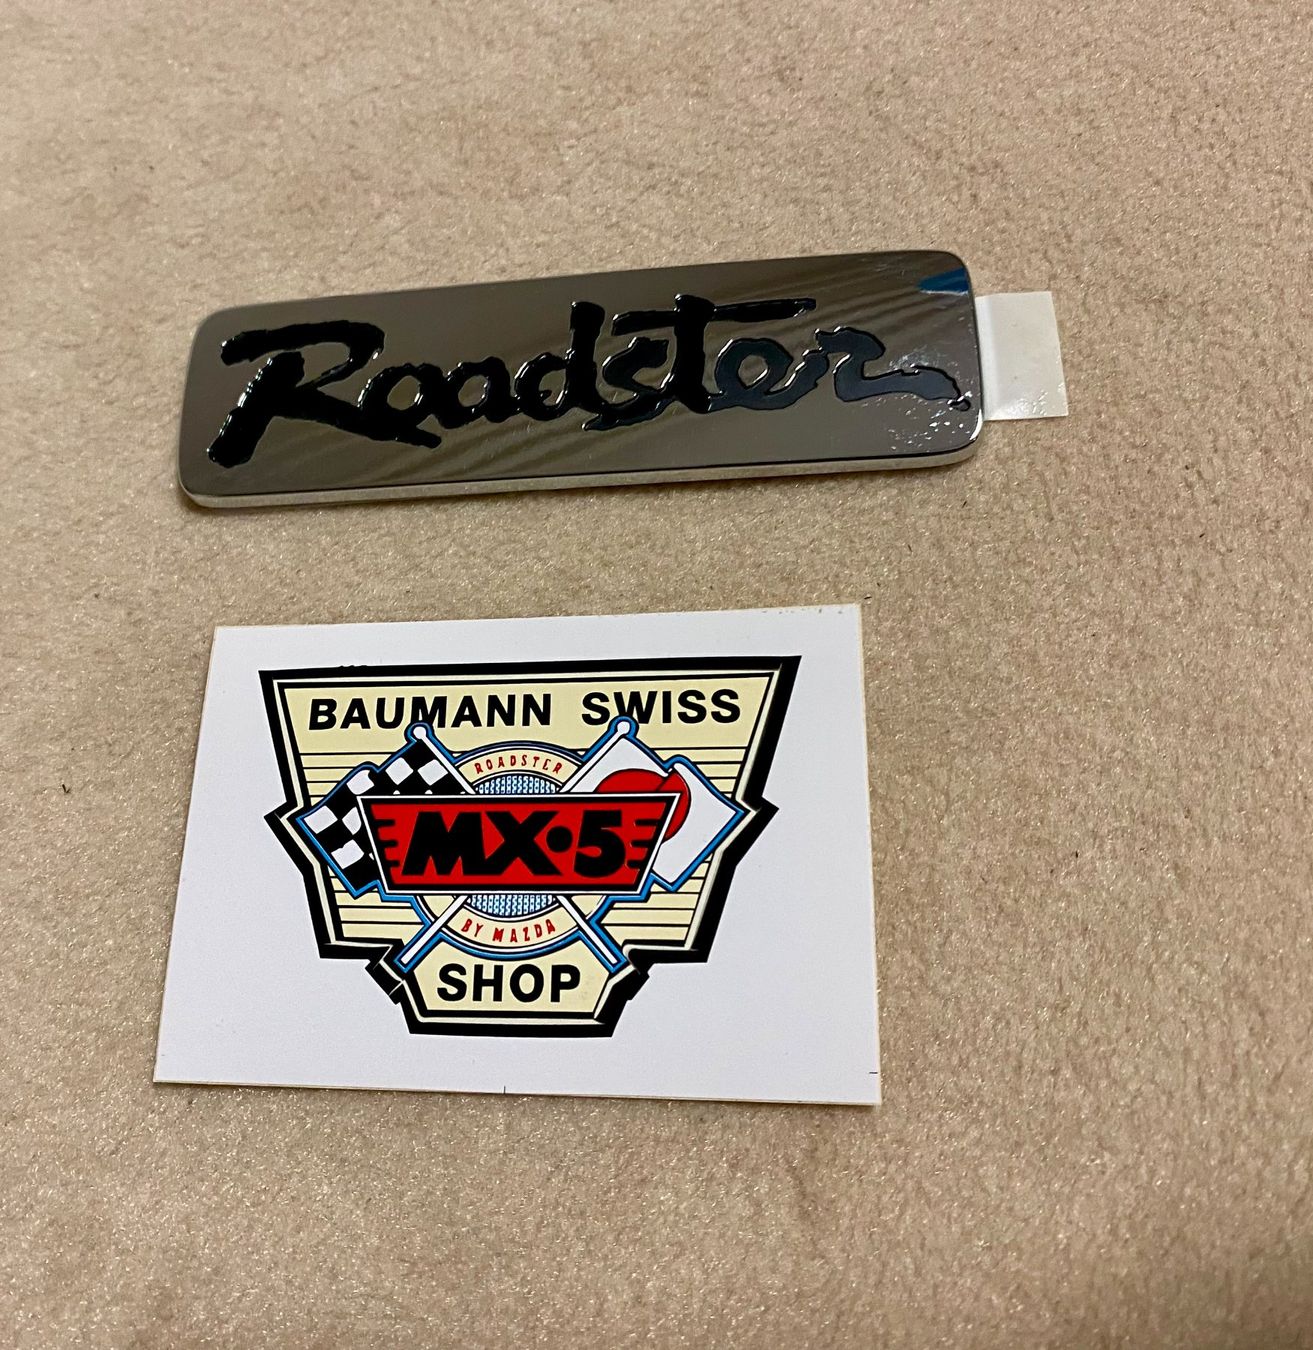 Roadster
BAUMANN SWISS
ROADSTER
MX•5
BY MAZDA
SHOP